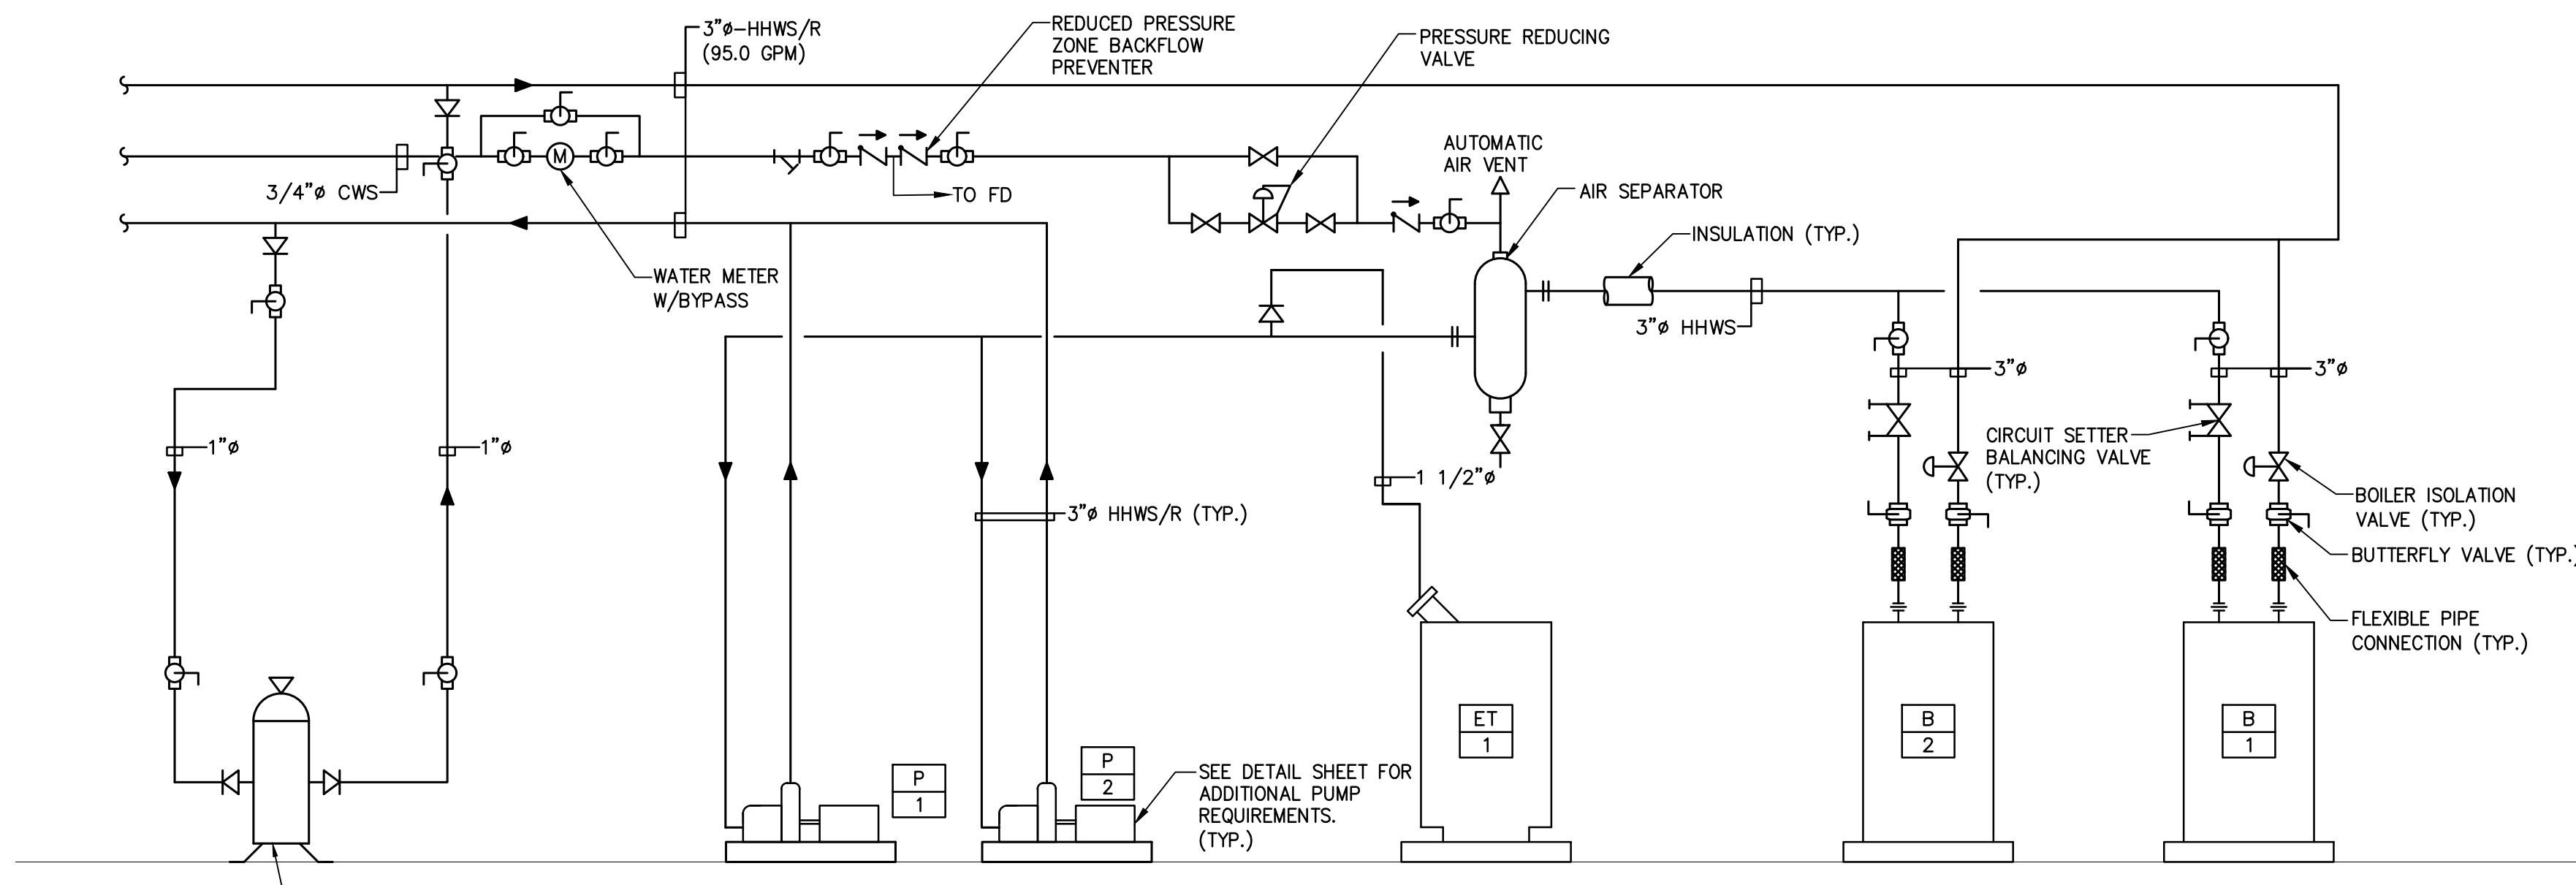 3"ø-HHWS/R
(95.0 GPM)
REDUCED PRESSURE
ZONE BACKFLOW
PREVENTER
PRESSURE REDUCING
VALVE
M
3/4"ø CWS
TO FD
AUTOMATIC
AIR VENT
AIR SEPARATOR
INSULATION (TYP.)
WATER METER
W/BYPASS
3"ø HHWS
3"ø
3"ø
1"ø
1"ø
1 1/2"ø
CIRCUIT SETTER
BALANCING VALVE
(TYP.)
3"ø HHWS/R (TYP.)
BOILER ISOLATION
VALVE (TYP.)
BUTTERFLY VALVE (TYP.)
FLEXIBLE PIPE
CONNECTION (TYP.)
P
1
P
2
SEE DETAIL SHEET FOR
ADDITIONAL PUMP
REQUIREMENTS.
(TYP.)
ET
1
B
2
B
1